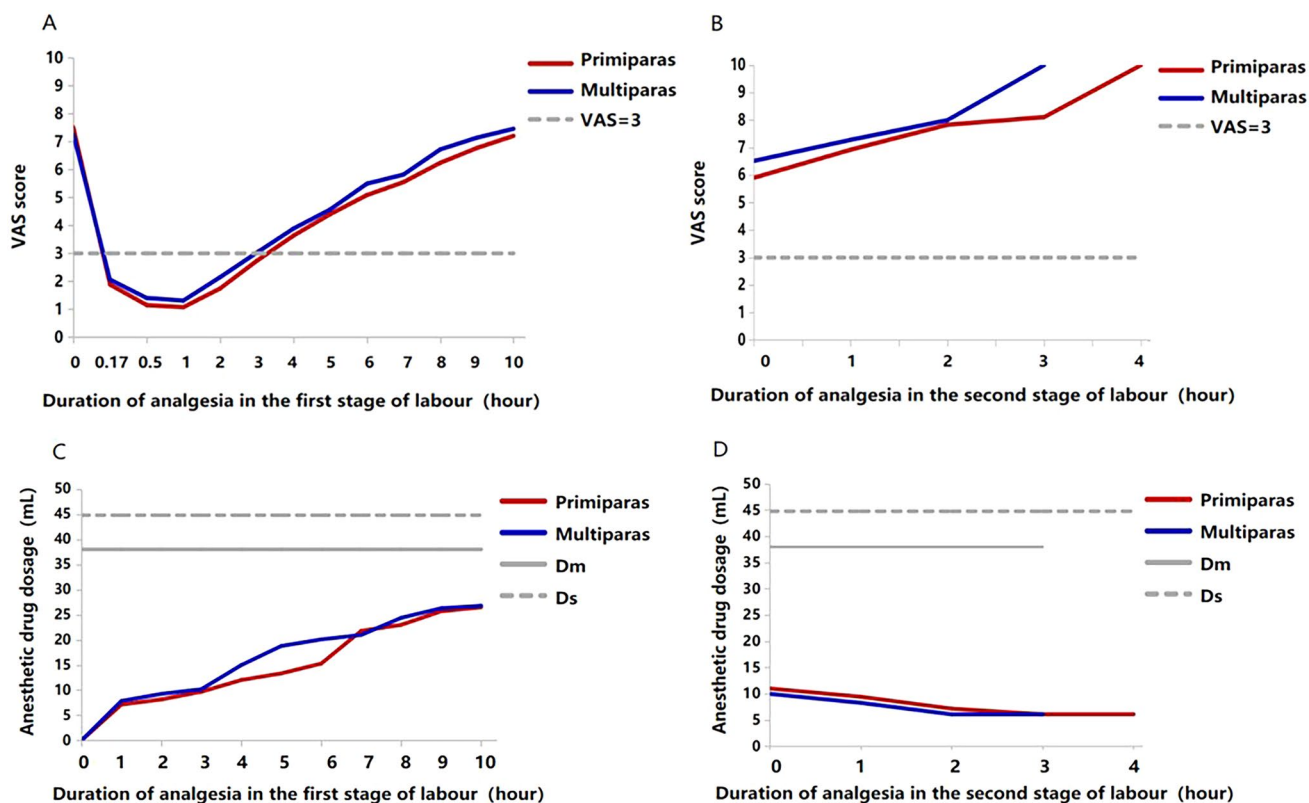 A
10
9
8
7
6
5
4
3
2
1
0
VAS score
0 0.17 0.5 1 2 3 4 5 6 7 8 9 10
Duration of analgesia in the first stage of labour (hour)
Primiparas
Multiparas
VAS=3
B
10
9
8
7
6
5
4
3
2
1
0
VAS score
0 1 2 3 4
Duration of analgesia in the second stage of labour (hour)
Primiparas
Multiparas
VAS=3
C
50
45
40
35
30
25
20
15
10
5
0
Anesthetic drug dosage (mL)
0 1 2 3 4 5 6 7 8 9 10
Duration of analgesia in the first stage of labour (hour)
Primiparas
Multiparas
Dm
Ds
D
50
45
40
35
30
25
20
15
10
5
0
Anesthetic drug dosage (mL)
0 1 2 3 4
Duration of analgesia in the second stage of labour (hour)
Primiparas
Multiparas
Dm
Ds